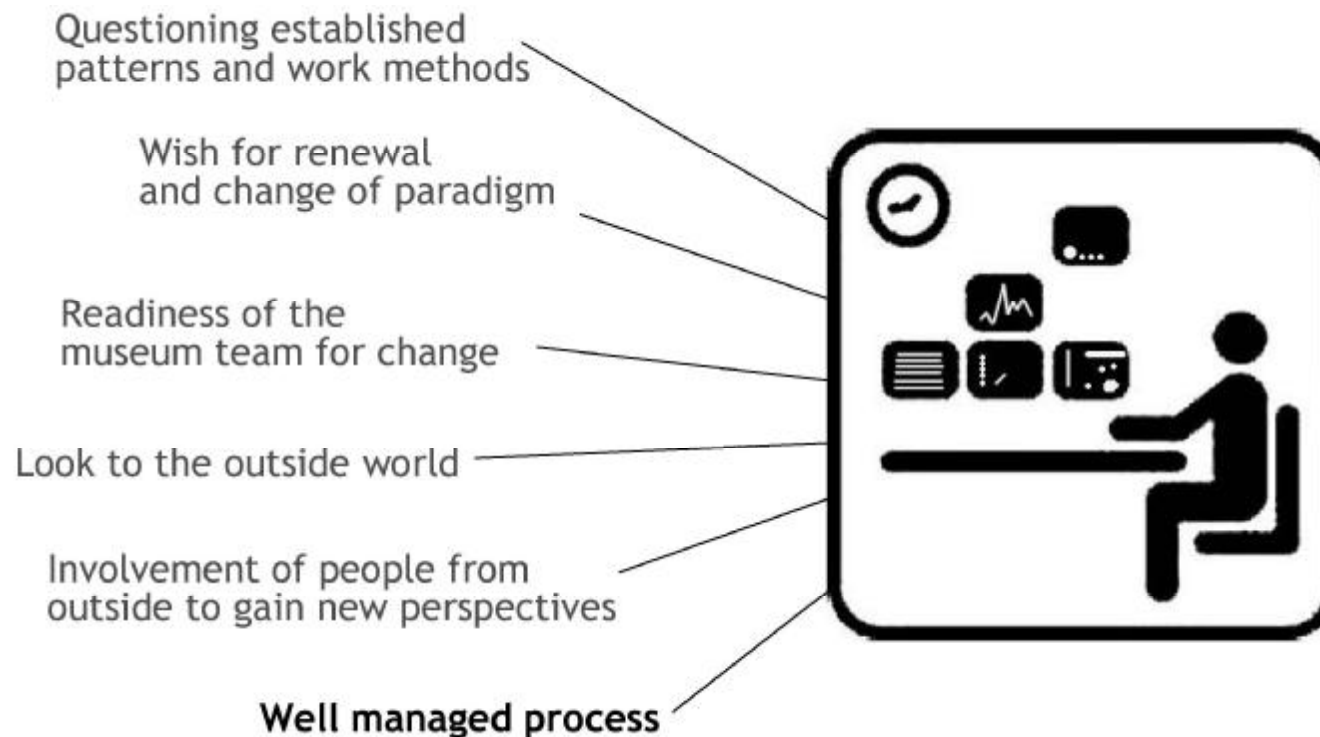 Questioning established
patterns and work methods
Wish for renewal
and change of paradigm
Readiness of the
museum team for change
Look to the outside world
Involvement of people from
outside to gain new perspectives
Well managed process